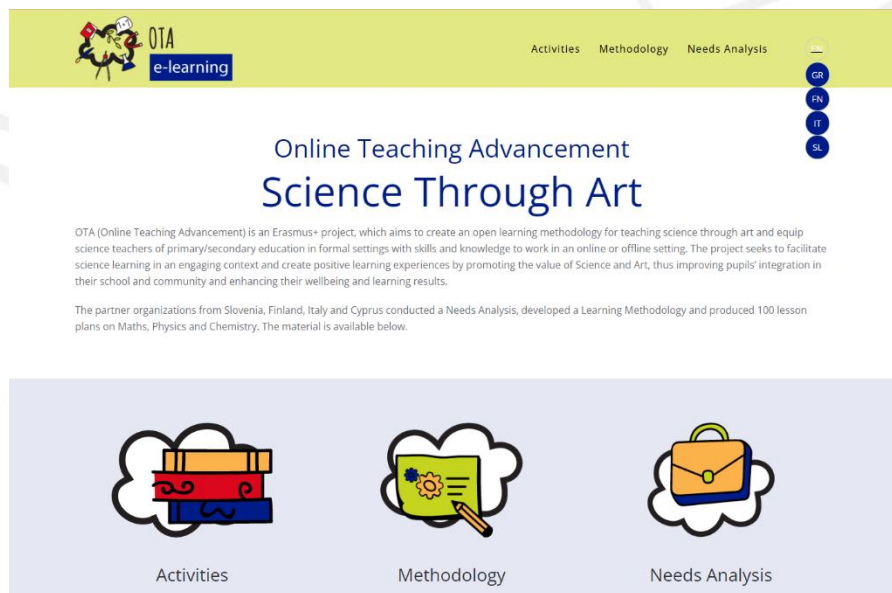 OTA
e-learning
Activities Methodology Needs Analysis
EN
GR
FN
IT
SL
Online Teaching Advancement
Science Through Art
OTA (Online Teaching Advancement) is an Erasmus+ project, which aims to create an open learning methodology for teaching science through art and equip
science teachers of primary/secondary education in formal settings with skills and knowledge to work in an online or offline setting. The project seeks to facilitate
science learning in an engaging context and create positive learning experiences by promoting the value of Science and Art, thus improving pupils' integration in
their school and community and enhancing their wellbeing and learning results.
The partner organizations from Slovenia, Finland, Italy and Cyprus conducted a Needs Analysis, developed a Learning Methodology and produced 100 lesson
plans on Maths, Physics and Chemistry. The material is available below.
Activities Methodology Needs Analysis